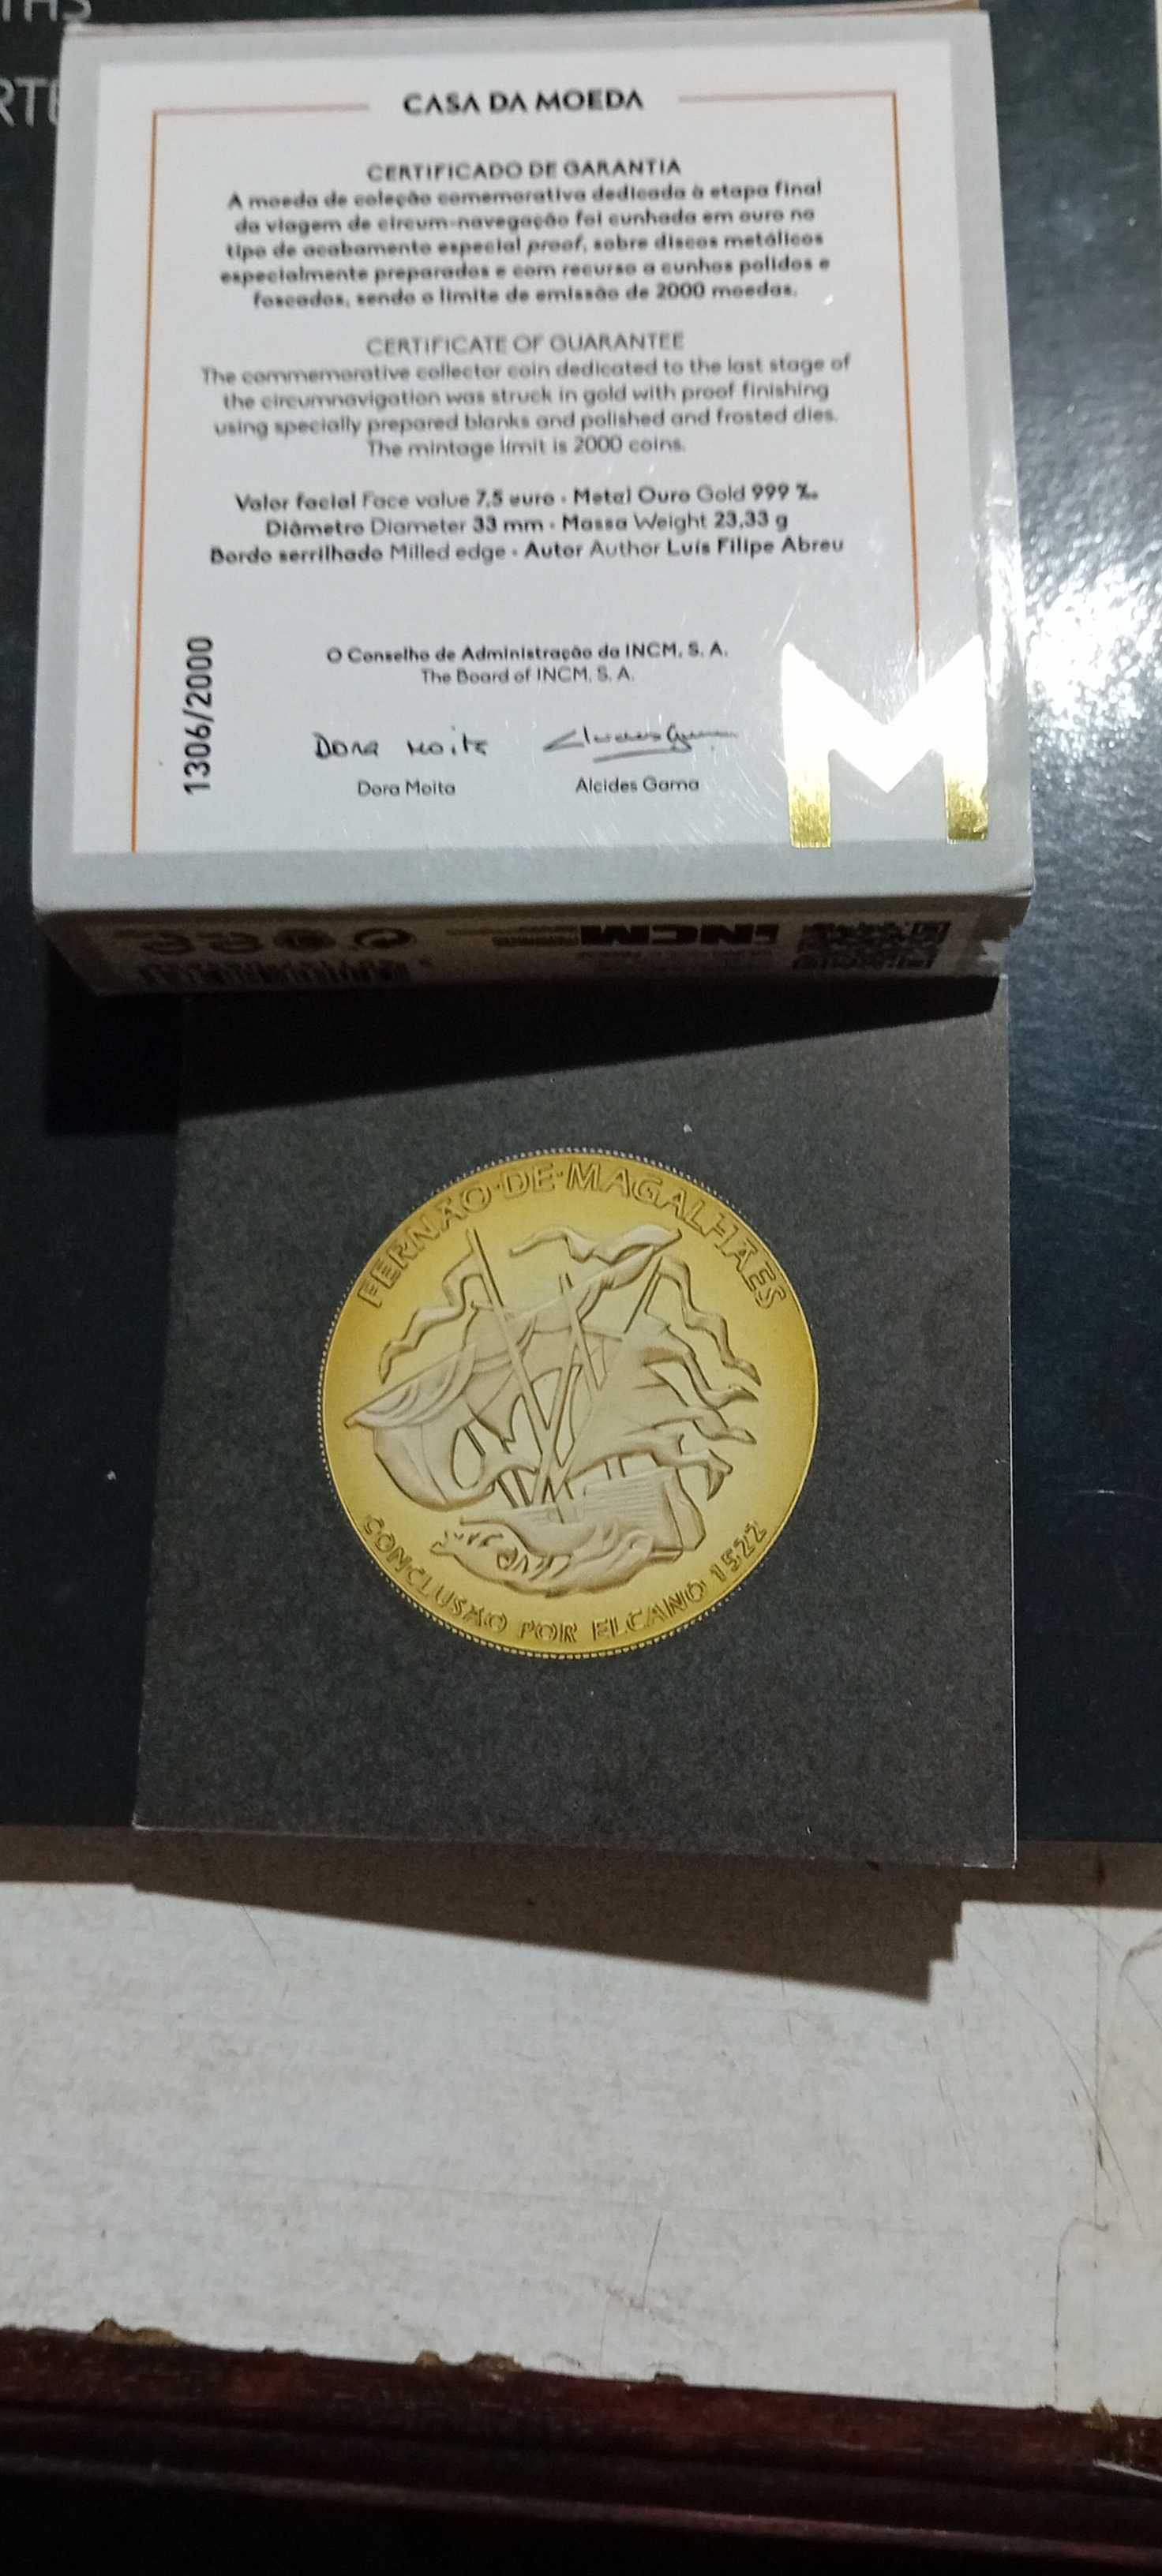 THS
RTE
CASA DA MOEDA
CERTIFICADO DE GARANTIA
A moeda de coleção comemorativa dedicada à etapa final
da viagem de circum-navegação foi cunhada em ouro no
tipo de acabamento especial proof, sobre discos metálicos
especialmente preparados e com recurso a cunhos polidos e
foscados, sendo o limite de emissão de 2000 moedas.
CERTIFICATE OF GUARANTEE
The commemorative collector coin dedicated to the last stage of
the circumnavigation was struck in gold with proof finishing
using specially prepared blanks and polished and frosted dies.
The mintage limit is 2000 coins.
Valor facial Face value 7,5 euro · Metal Ouro Gold 999 ‰
Diâmetro Diameter 33 mm · Massa Weight 23,33 g
Bordo serrilhado Milled edge · Autor Author Luís Filipe Abreu
1306/2000
O Conselho de Administração da INCM, S. A.
The Board of INCM, S. A.
Dora Moita
Dora Moita
Alcides Gama
M
INCM
FERNÃO·DE·MAGALHÃES
CONCLUSÃO POR ELCANO 1522